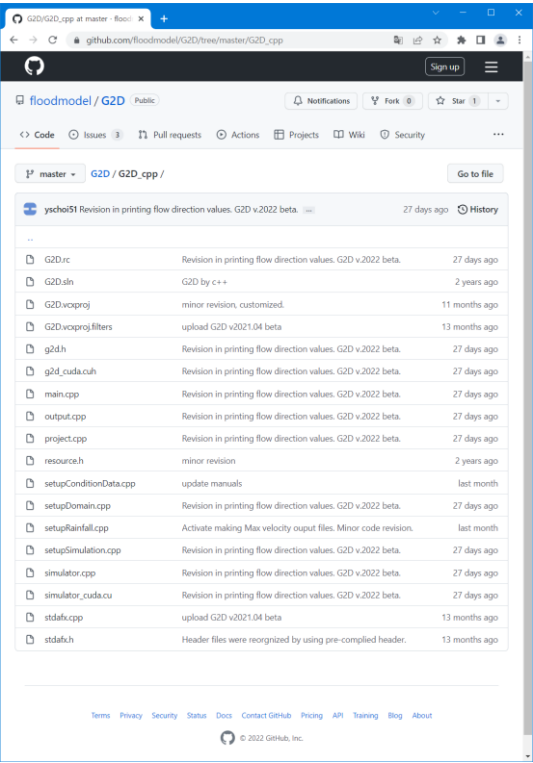 G2D/G2D_cpp at master · flood
github.com/floodmodel/G2D/tree/master/G2D_cpp
Sign up
floodmodel / G2D Public
Notifications Fork 0 Star 1
Code Issues 3 Pull requests Actions Projects Wiki Security
master G2D / G2D_cpp / Go to file
yschoi51 Revision in printing flow direction values. G2D v.2022 beta. 27 days ago History
..
G2D.rc Revision in printing flow direction values. G2D v.2022 beta. 27 days ago
G2D.sln G2D by c++ 2 years ago
G2D.vcxproj minor revision, customized. 11 months ago
G2D.vcxproj.filters upload G2D v2021.04 beta 13 months ago
g2d.h Revision in printing flow direction values. G2D v.2022 beta. 27 days ago
g2d_cuda.cuh Revision in printing flow direction values. G2D v.2022 beta. 27 days ago
main.cpp Revision in printing flow direction values. G2D v.2022 beta. 27 days ago
output.cpp Revision in printing flow direction values. G2D v.2022 beta. 27 days ago
project.cpp Revision in printing flow direction values. G2D v.2022 beta. 27 days ago
resource.h minor revision 2 years ago
setupConditionData.cpp update manuals last month
setupDomain.cpp Revision in printing flow direction values. G2D v.2022 beta. 27 days ago
setupRainfall.cpp Activate making Max velocity ouput files. Minor code revision. last month
setupSimulation.cpp Revision in printing flow direction values. G2D v.2022 beta. 27 days ago
simulator.cpp Revision in printing flow direction values. G2D v.2022 beta. 27 days ago
simulator_cuda.cu Revision in printing flow direction values. G2D v.2022 beta. 27 days ago
stdafx.cpp upload G2D v2021.04 beta 13 months ago
stdafx.h Header files were reorgnized by using pre-complied header. 13 months ago
Terms Privacy Security Status Docs Contact GitHub Pricing API Training Blog About
© 2022 GitHub, Inc.